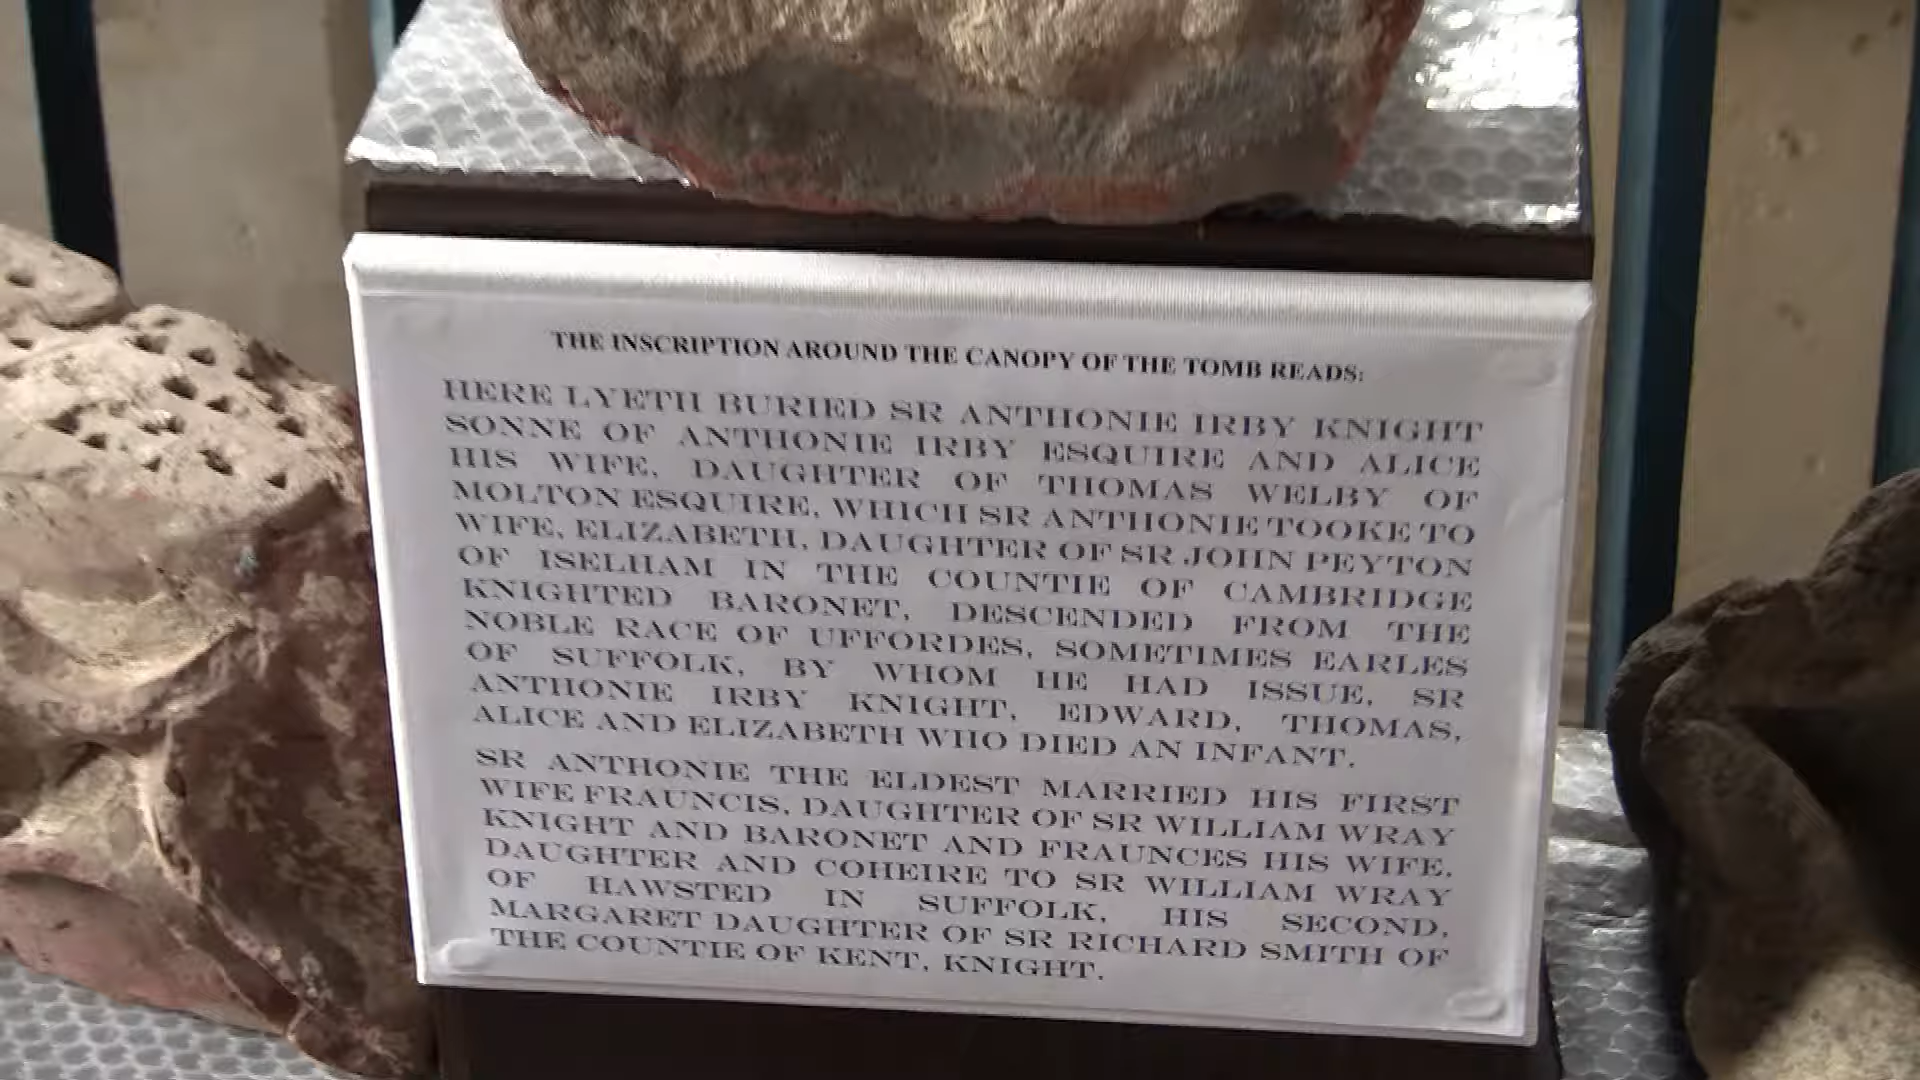 THE INSCRIPTION AROUND THE CANOPY OF THE TOMB READS:
HERE LYETH BURIED SR ANTHONIE IRBY KNIGHT
SONNE OF ANTHONIE IRBY ESQUIRE AND ALICE
HIS WIFE, DAUGHTER OF THOMAS WELBY OF
MOLTON ESQUIRE, WHICH SR ANTHONIE TOOKE TO
WIFE, ELIZABETH, DAUGHTER OF SR JOHN PEYTON
OF ISELHAM IN THE COUNTIE OF CAMBRIDGE
KNIGHTED BARONET, DESCENDED FROM THE
NOBLE RACE OF UFFORDES, SOMETIMES EARLES
OF SUFFOLK, BY WHOM HE HAD ISSUE, SR
ANTHONIE IRBY KNIGHT, EDWARD, THOMAS,
ALICE AND ELIZABETH WHO DIED AN INFANT.
SR ANTHONIE THE ELDEST MARRIED HIS FIRST
WIFE FRAUNCIS, DAUGHTER OF SR WILLIAM WRAY
KNIGHT AND BARONET AND FRAUNCES HIS WIFE,
DAUGHTER AND COHEIRE TO SR WILLIAM WRAY
OF HAWSTED IN SUFFOLK, HIS SECOND,
MARGARET DAUGHTER OF SR RICHARD SMITH OF
THE COUNTIE OF KENT, KNIGHT.